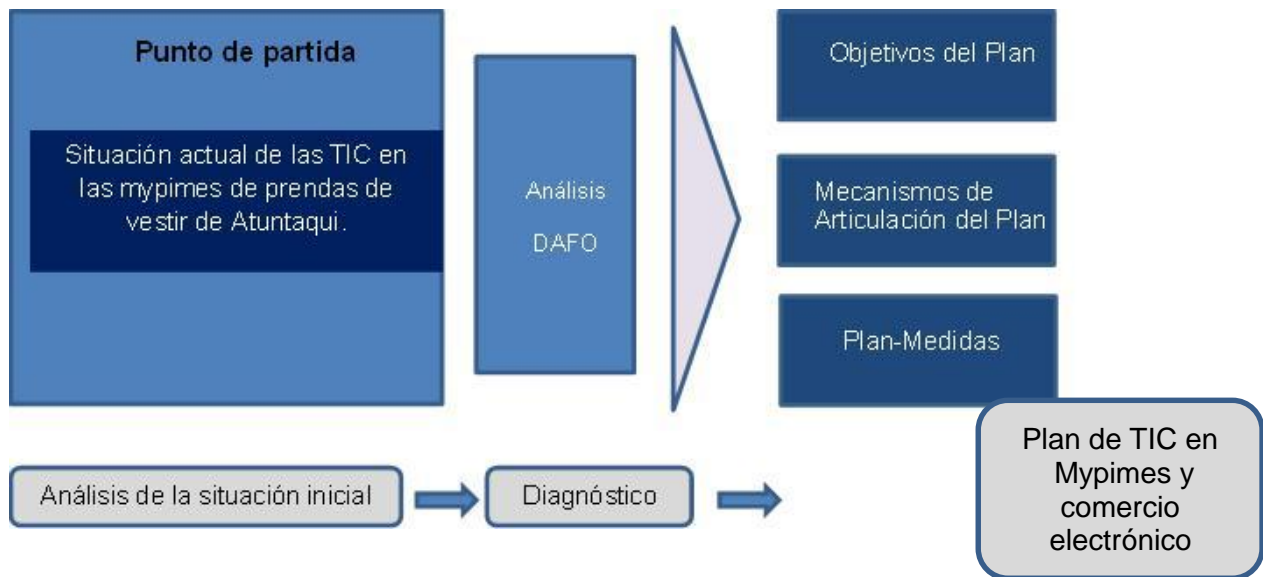 Punto de partida
Situación actual de las TIC en
las mypimes de prendas de
vestir de Atuntaqui.
Análisis
DAFO
Objetivos del Plan
Mecanismos de
Articulación del Plan
Plan-Medidas
Análisis de la situación inicial
Diagnóstico
Plan de TIC en
Mypimes y
comercio
electrónico